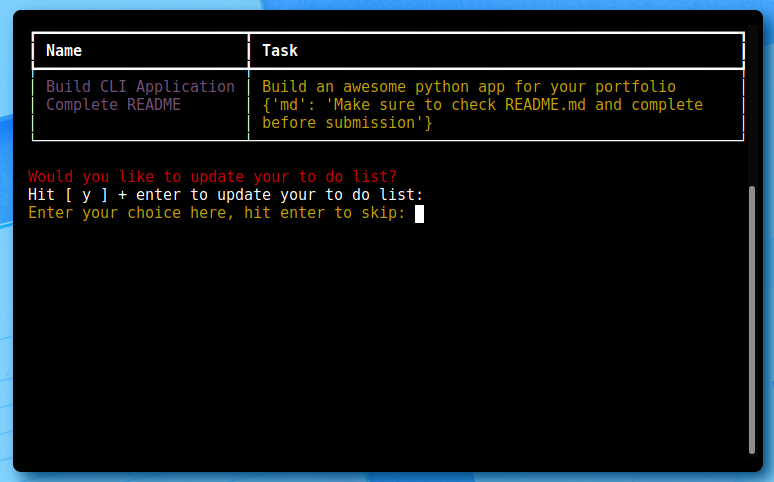 Name Task
Build CLI Application Build an awesome python app for your portfolio
Complete README {'md': 'Make sure to check README.md and complete
before submission'}
Would you like to update your to do list?
Hit [ y ] + enter to update your to do list:
Enter your choice here, hit enter to skip: